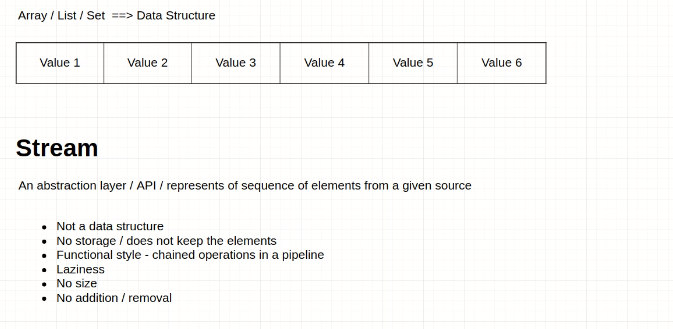 Array / List / Set ==> Data Structure
Value 1 Value 2 Value 3 Value 4 Value 5 Value 6
Stream
An abstraction layer / API / represents of sequence of elements from a given source
• Not a data structure
• No storage / does not keep the elements
• Functional style - chained operations in a pipeline
• Laziness
• No size
• No addition / removal